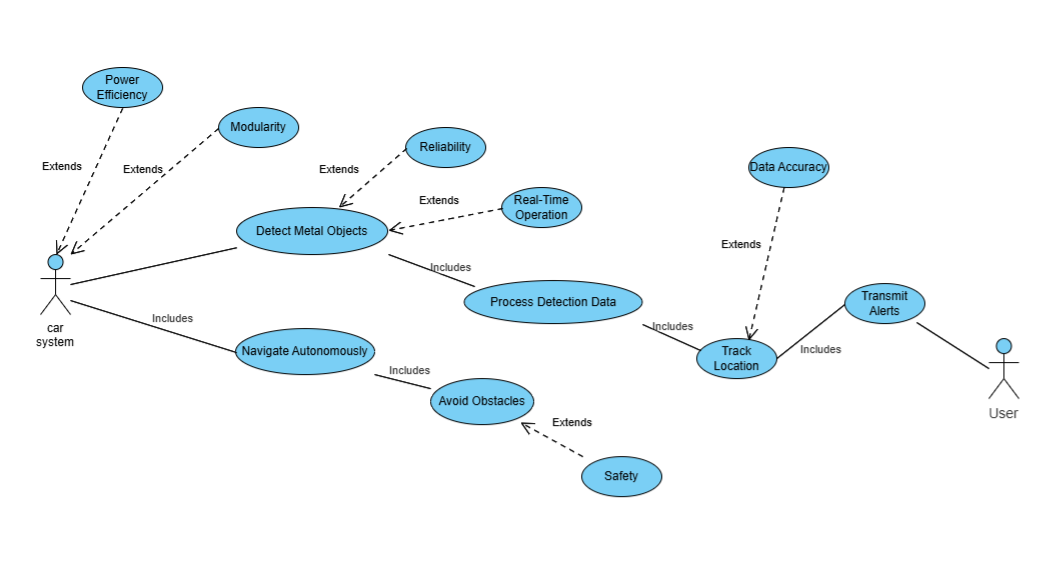 Power
Efficiency
Modularity
Reliability
Data Accuracy
Extends
Extends
Extends
Real-Time
Operation
Extends
Detect Metal Objects
Extends
Includes
Process Detection Data
Transmit
Alerts
car
system
Includes
Includes
Navigate Autonomously
Track
Location
Includes
Includes
Avoid Obstacles
User
Extends
Safety